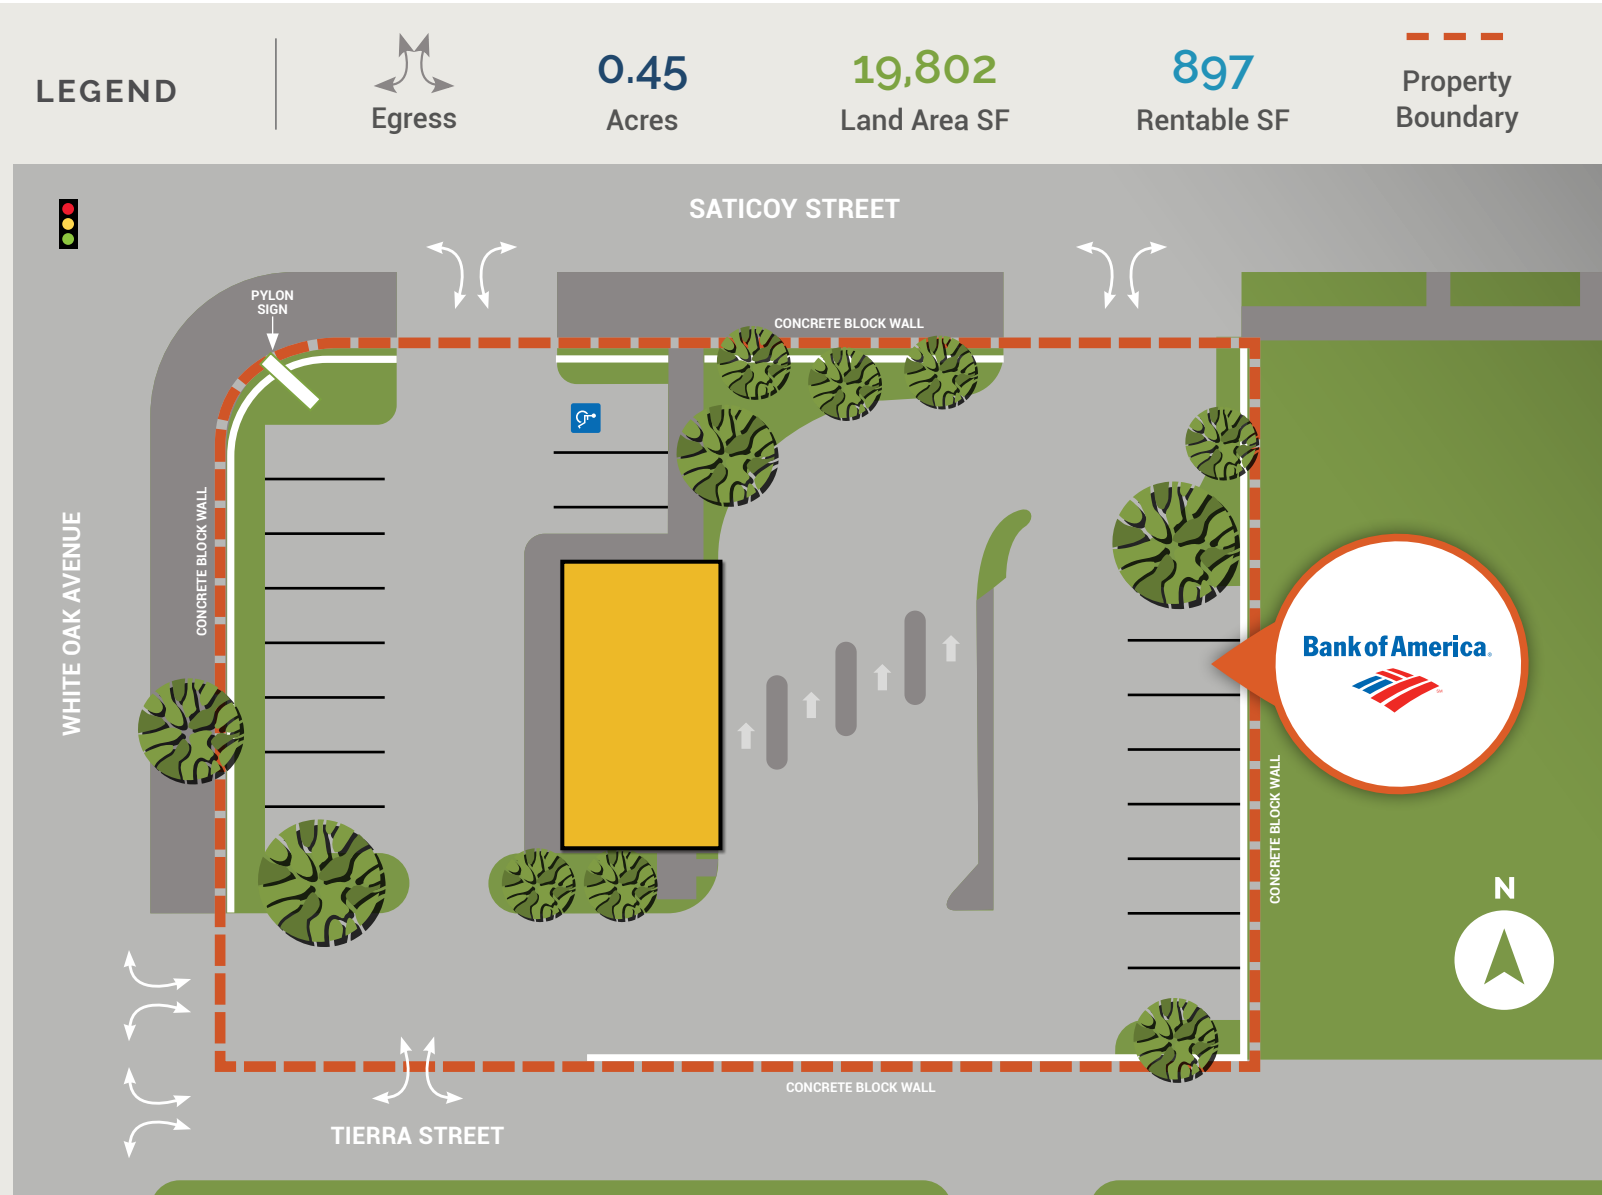 LEGEND
Egress
0.45
Acres
19,802
Land Area SF
897
Rentable SF
Property
Boundary
SATICOY STREET
PYLON
SIGN
CONCRETE BLOCK WALL
CONCRETE BLOCK WALL
WHITE OAK AVENUE
Bank of America
CONCRETE BLOCK WALL
N
CONCRETE BLOCK WALL
TIERRA STREET